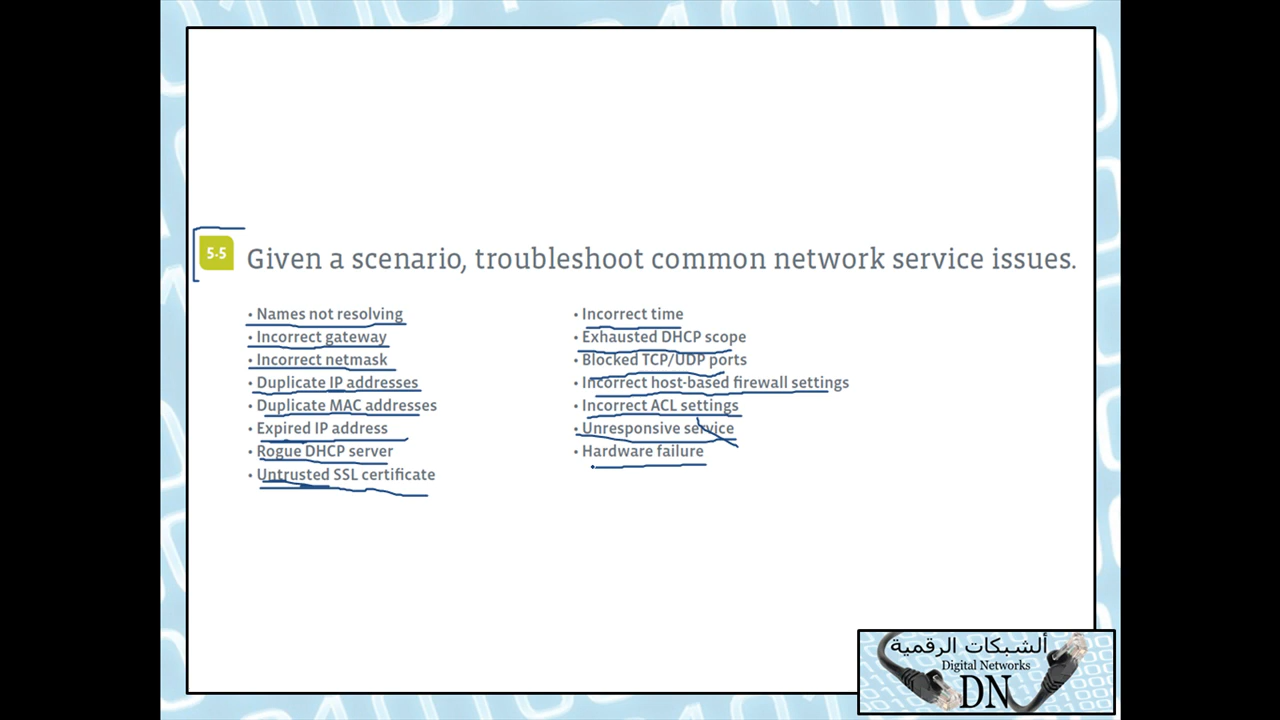 5.5 Given a scenario, troubleshoot common network service issues.
• Names not resolving
• Incorrect gateway
• Incorrect netmask
• Duplicate IP addresses
• Duplicate MAC addresses
• Expired IP address
• Rogue DHCP server
• Untrusted SSL certificate
• Incorrect time
• Exhausted DHCP scope
• Blocked TCP/UDP ports
• Incorrect host-based firewall settings
• Incorrect ACL settings
• Unresponsive service
• Hardware failure
ألشبكات الرقمية
Digital Networks
DN